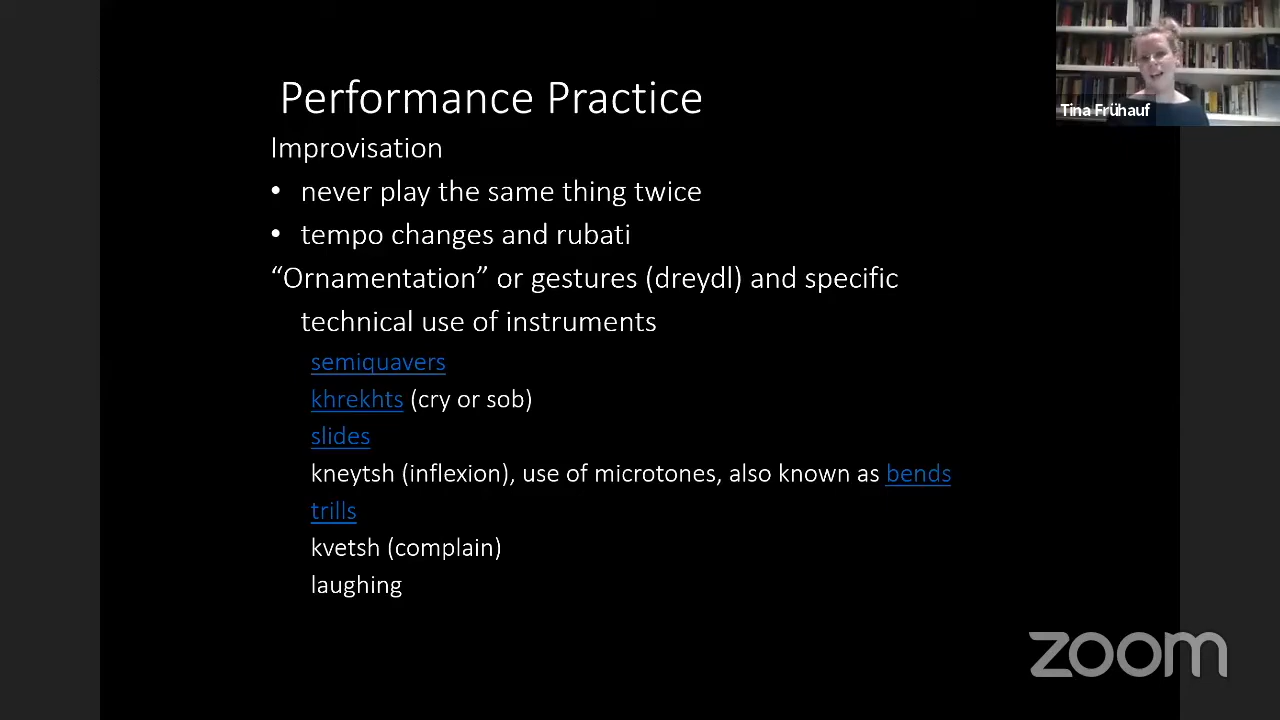 Performance Practice
Improvisation
• never play the same thing twice
• tempo changes and rubati
“Ornamentation” or gestures (dreydl) and specific
technical use of instruments
semiquavers
khrekhts (cry or sob)
slides
kneytsh (inflexion), use of microtones, also known as bends
trills
kvetsh (complain)
laughing
Tina Frühauf
zoom